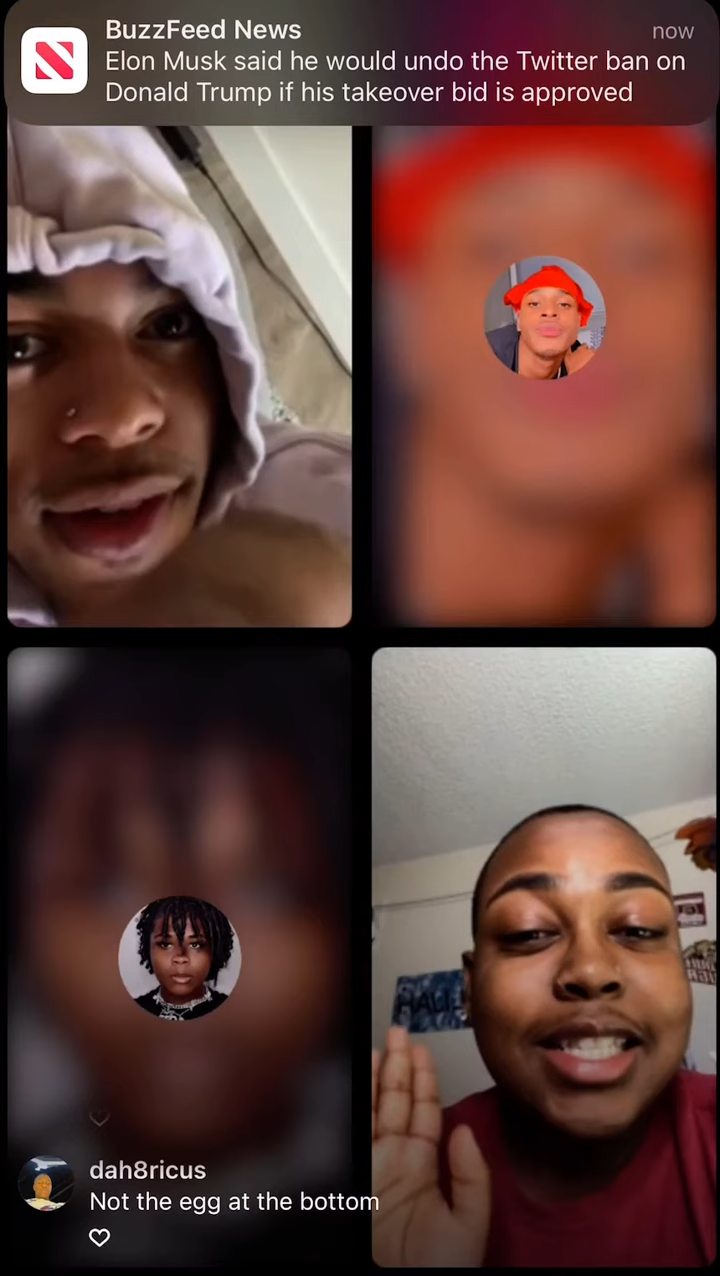 BuzzFeed News
now
Elon Musk said he would undo the Twitter ban on
Donald Trump if his takeover bid is approved
dah8ricus
Not the egg at the bottom